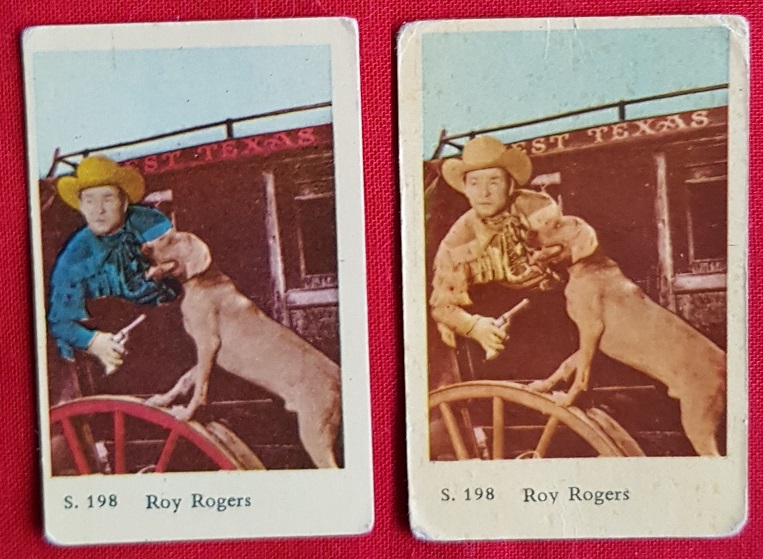 EST TEXAS
S. 198 Roy Rogers
EST TEXAS
S. 198 Roy Rogers